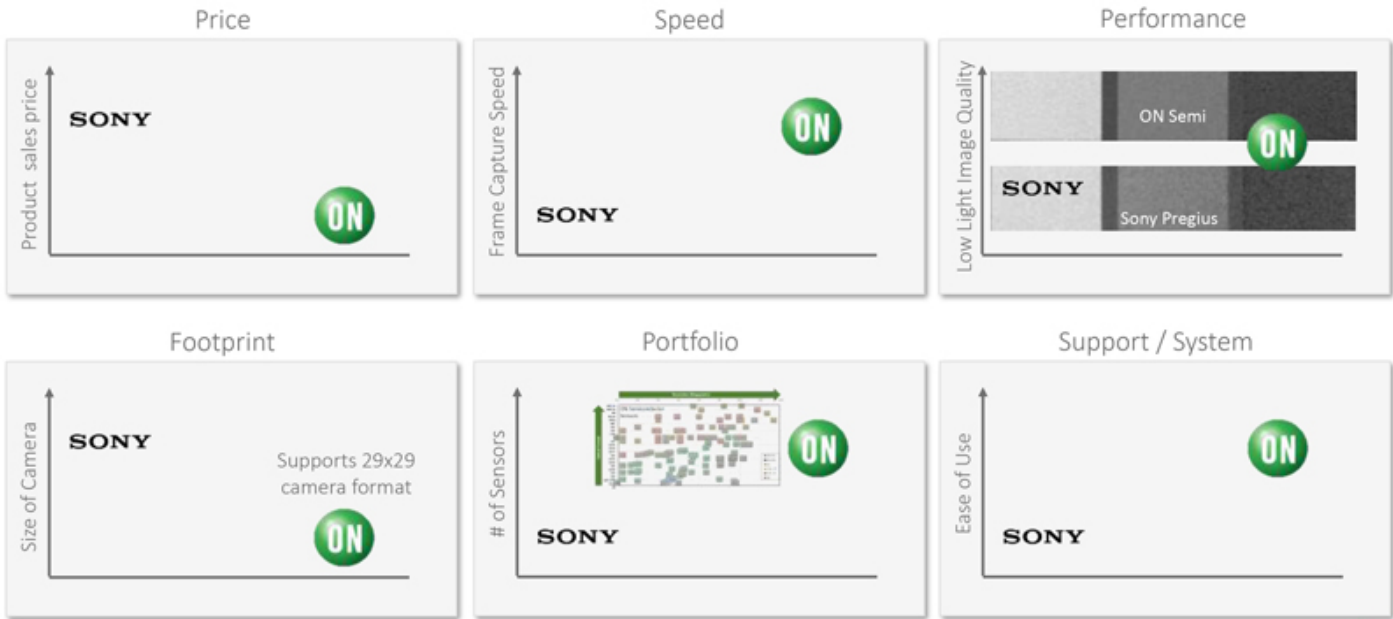 Price
Speed
Performance
Product sales price
SONY
ON
Frame Capture Speed
SONY
ON
Low Light Image Quality
ON Semi
ON
SONY
Sony Pregius
Footprint
Portfolio
Support / System
Size of Camera
SONY
Supports 29x29
camera format
ON
# of Sensors
ON
SONY
Ease of Use
ON
SONY